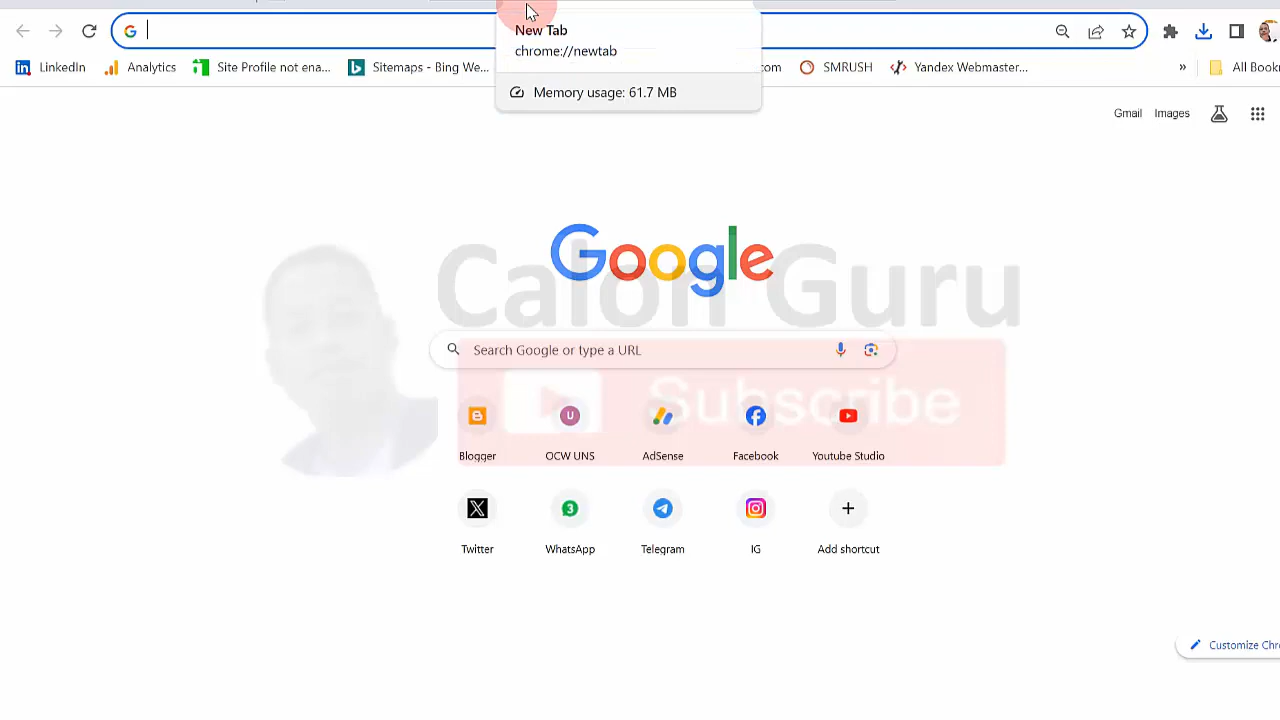 New Tab
chrome://newtab
LinkedIn Analytics Site Profile not ena... Sitemaps - Bing We... com SMRUSH Yandex Webmaster... » All Bookr
Memory usage: 61.7 MB
Gmail Images
Google
Calon Guru
Search Google or type a URL
Subscribe
U
Blogger OCW UNS AdSense Facebook Youtube Studio
3
Twitter WhatsApp Telegram IG Add shortcut
Customize Chr